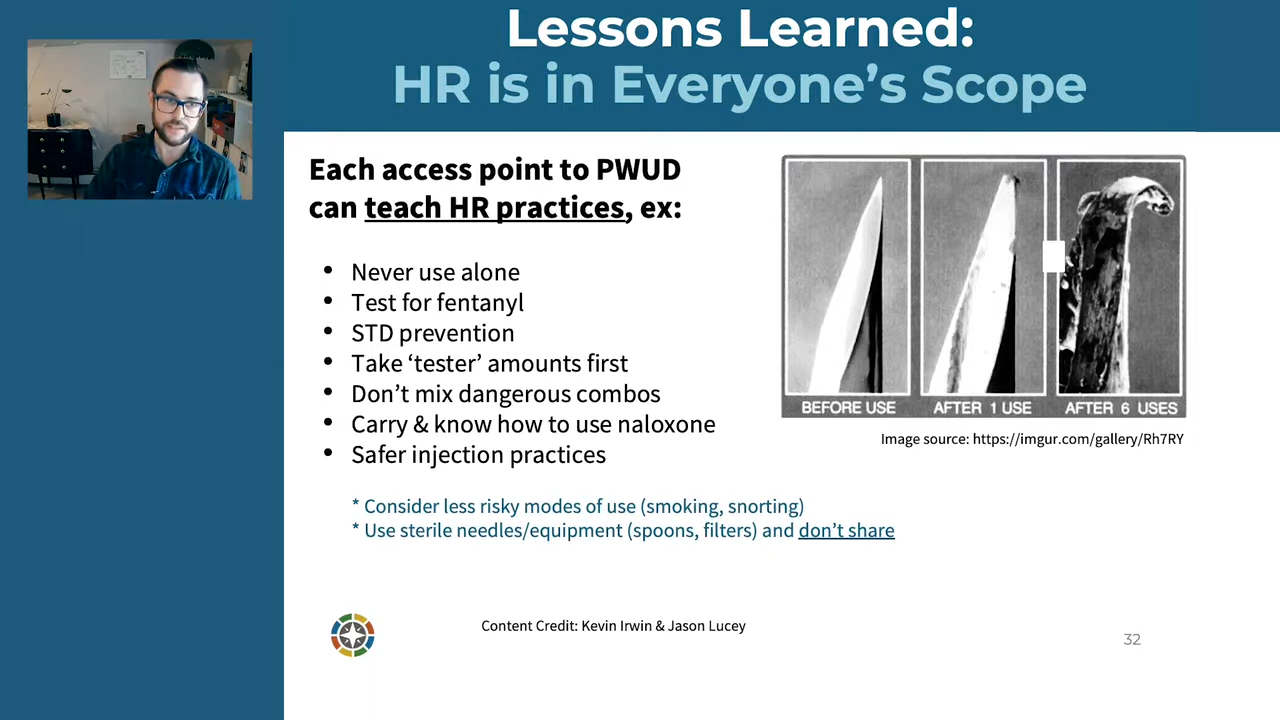 Lessons Learned:
HR is in Everyone's Scope
Each access point to PWUD
can teach HR practices, ex:
• Never use alone
• Test for fentanyl
• STD prevention
• Take ‘tester’ amounts first
• Don’t mix dangerous combos
• Carry & know how to use naloxone
• Safer injection practices
* Consider less risky modes of use (smoking, snorting)
* Use sterile needles/equipment (spoons, filters) and don’t share
BEFORE USE
AFTER 1 USE
AFTER 6 USES
Image source: https://imgur.com/gallery/Rh7RY
Content Credit: Kevin Irwin & Jason Lucey
32